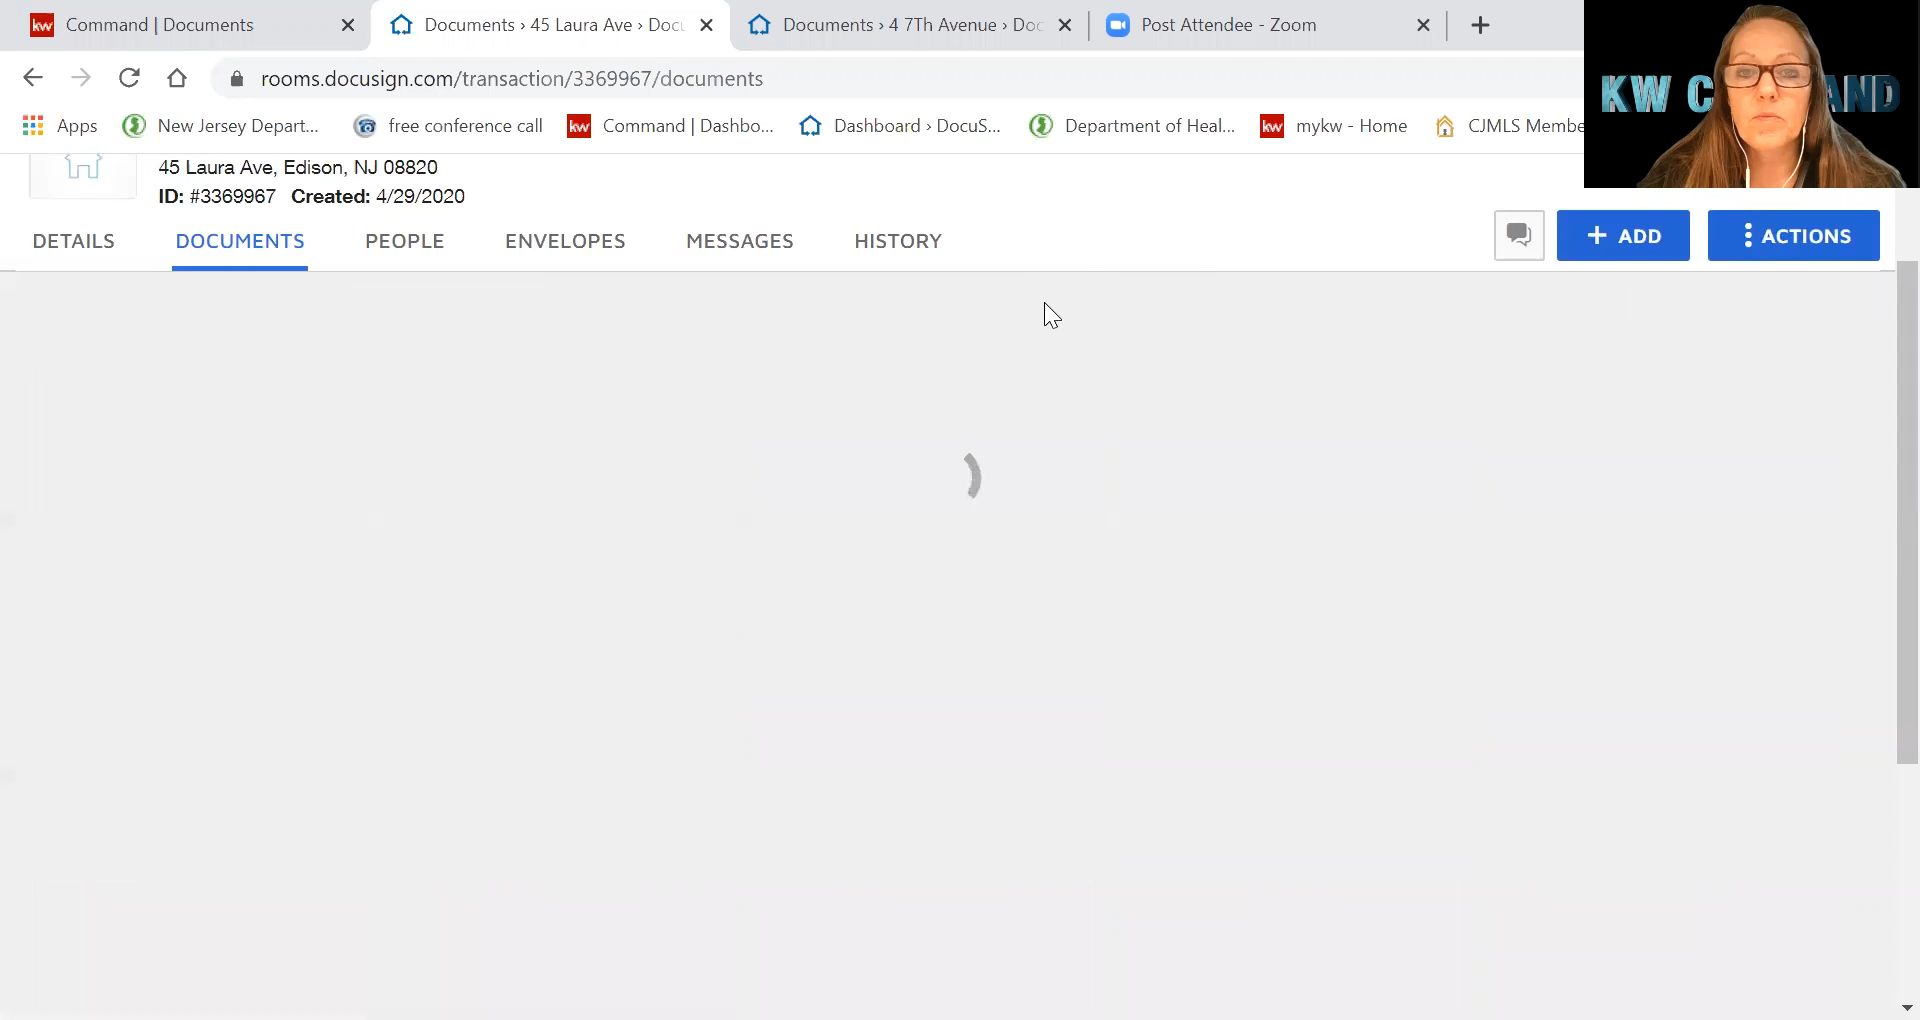 kw Command | Documents
Documents › 45 Laura Ave › Docu
Documents › 4 7Th Avenue › Doc
Post Attendee - Zoom
rooms.docusign.com/transaction/3369967/documents
Apps
New Jersey Depart...
free conference call
kw Command | Dashbo...
Dashboard › DocuS...
Department of Heal...
kw mykw - Home
CJMLS Membe
KW C AND
45 Laura Ave, Edison, NJ 08820
ID: #3369967 Created: 4/29/2020
DETAILS
DOCUMENTS
PEOPLE
ENVELOPES
MESSAGES
HISTORY
+ ADD
ACTIONS